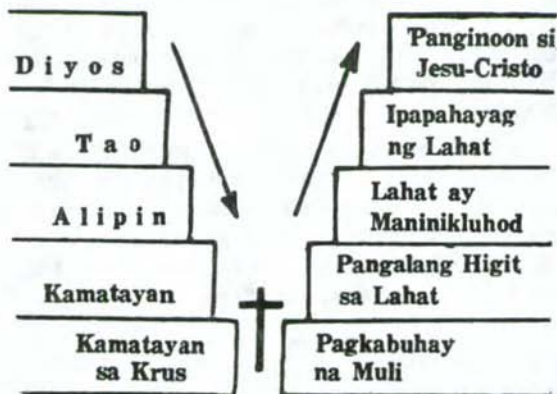 Diyos
Tao
Alipin
Kamatayan
Kamatayan
sa Krus
Panginoon si
Jesu-Cristo
Ipapahayag
ng Lahat
Lahat ay
Maninikluhod
Pangalang Higit
sa Lahat
Pagkabuhay
na Muli